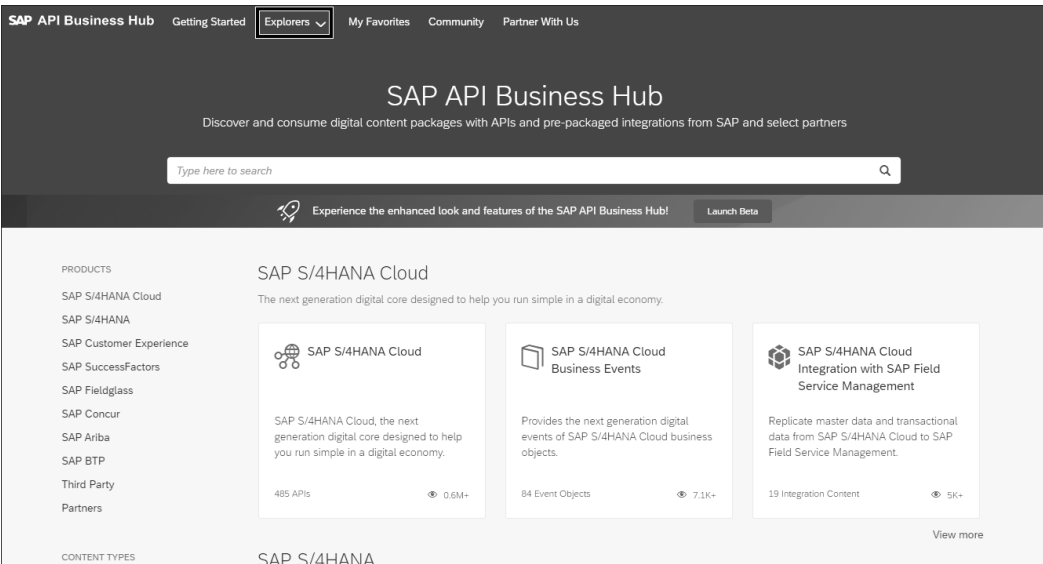 SAP API Business Hub Getting Started Explorers My Favorites Community Partner With Us
SAP API Business Hub
Discover and consume digital content packages with APIs and pre-packaged integrations from SAP and select partners
Type here to search
Experience the enhanced look and features of the SAP API Business Hub! Launch Beta
PRODUCTS
SAP S/4HANA Cloud
SAP S/4HANA
SAP Customer Experience
SAP SuccessFactors
SAP Fieldglass
SAP Concur
SAP Ariba
SAP BTP
Third Party
Partners
CONTENT TYPES
SAP S/4HANA Cloud
The next generation digital core designed to help you run simple in a digital economy.
SAP S/4HANA Cloud
SAP S/4HANA Cloud, the next
generation digital core designed to help
you run simple in a digital economy.
485 APIs 0.6M+
SAP S/4HANA Cloud
Business Events
Provides the next generation digital
events of SAP S/4HANA Cloud business
objects.
84 Event Objects 7.1K+
SAP S/4HANA Cloud
Integration with SAP Field
Service Management
Replicate master data and transactional
data from SAP S/4HANA Cloud to SAP
Field Service Management.
19 Integration Content 5K+
View more
SAP S/4HANA